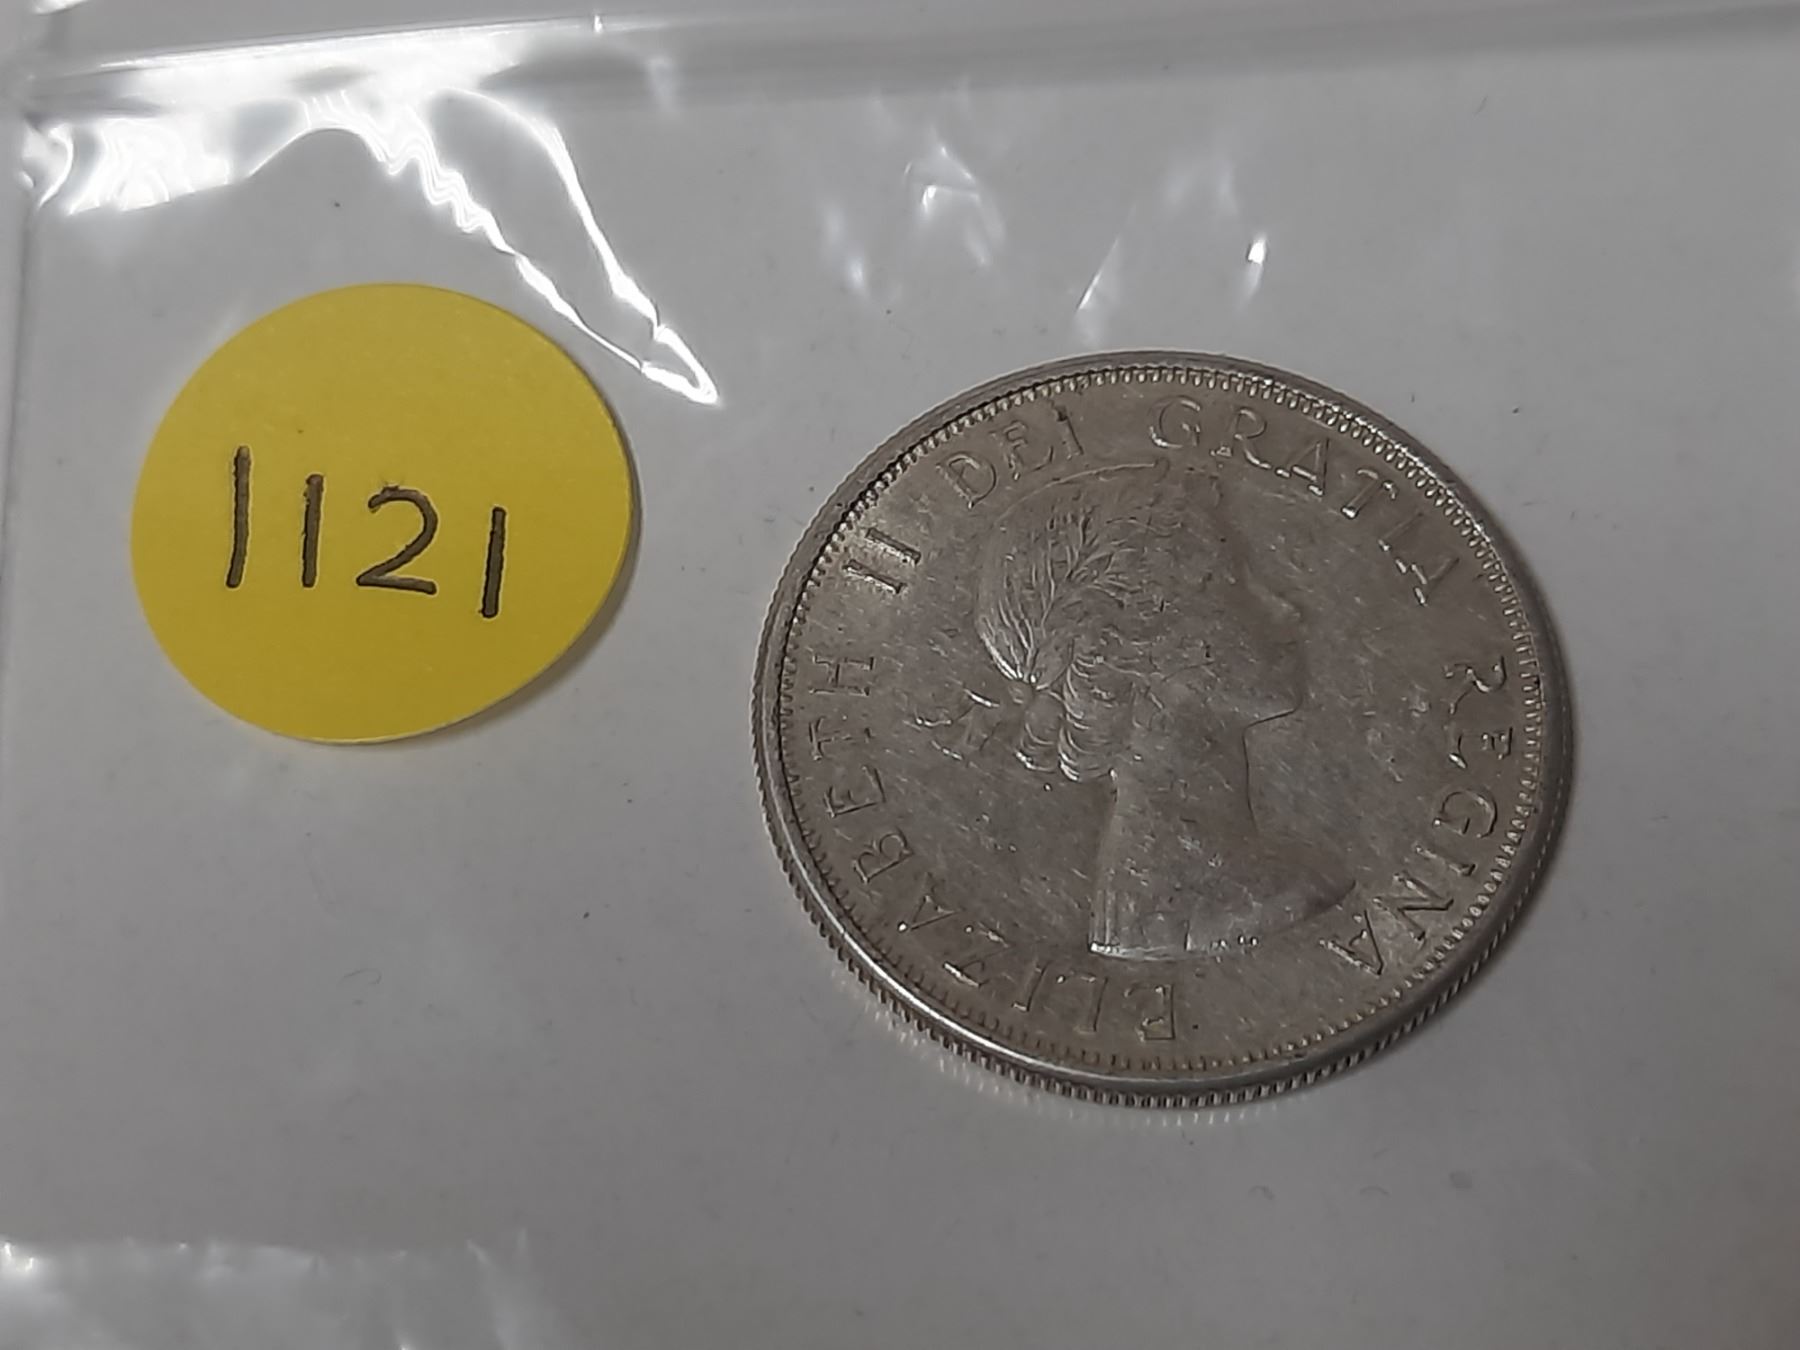 1121
ELIZABETH II DEI GRATIA REGINA